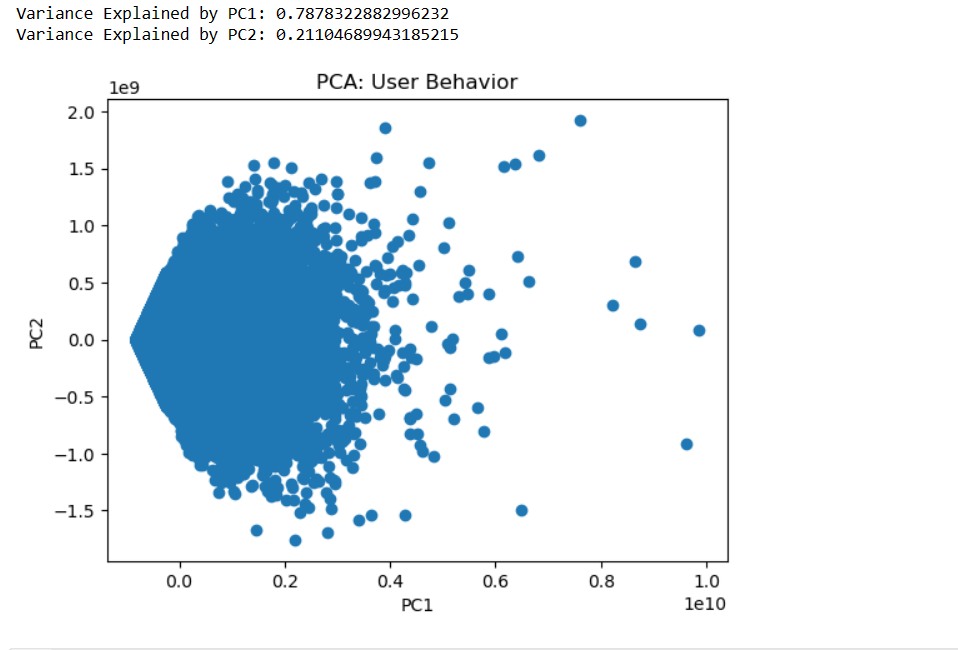 Variance Explained by PC1: 0.7878322882996232
Variance Explained by PC2: 0.21104689943185215
PCA: User Behavior
1e9
2.0
1.5
1.0
0.5
0.0
−0.5
−1.0
−1.5
PC2
0.0 0.2 0.4 0.6 0.8 1.0
1e10
PC1